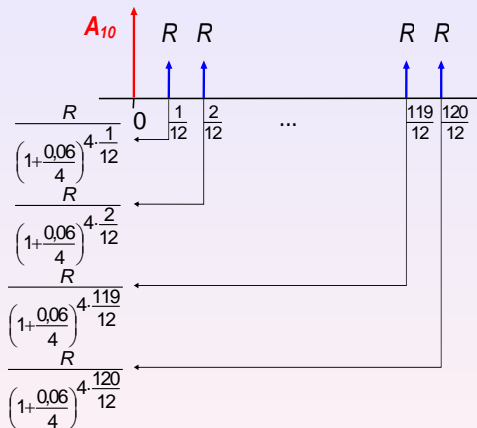 A₁₀ R R R R
0 1/12 2/12 ... 119/12 120/12
R/(1+0,06/4)^(4·1/12)
R/(1+0,06/4)^(4·2/12)
R/(1+0,06/4)^(4·119/12)
R/(1+0,06/4)^(4·120/12)